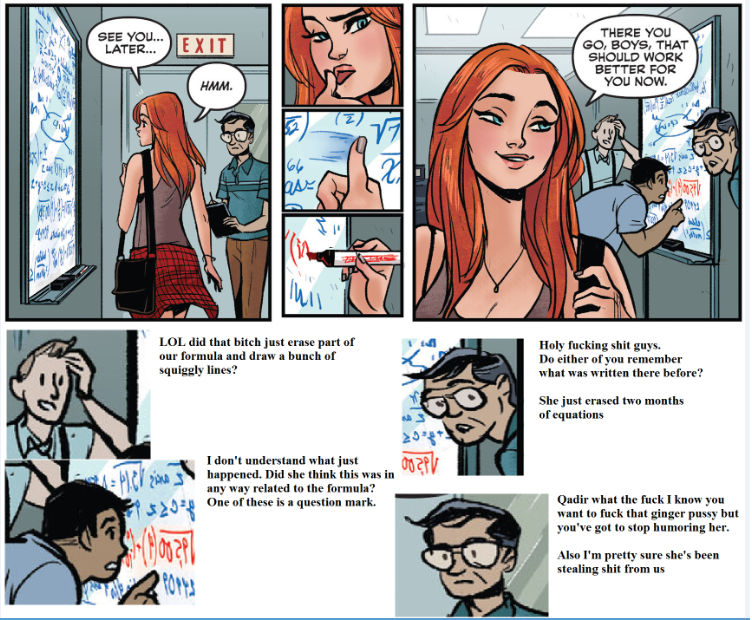 SEE YOU...
LATER...
EXIT
HMM.
THERE YOU
GO, BOYS, THAT
SHOULD WORK
BETTER FOR
YOU NOW.
LOL did that bitch just erase part of
our formula and draw a bunch of
squiggly lines?
Holy fucking shit guys.
Do either of you remember
what was written there before?
She just erased two months
of equations
I don't understand what just
happened. Did she think this was in
any way related to the formula?
One of these is a question mark.
Qadir what the fuck I know you
want to fuck that ginger pussy but
you've got to stop humoring her.
Also I'm pretty sure she's been
stealing shit from us